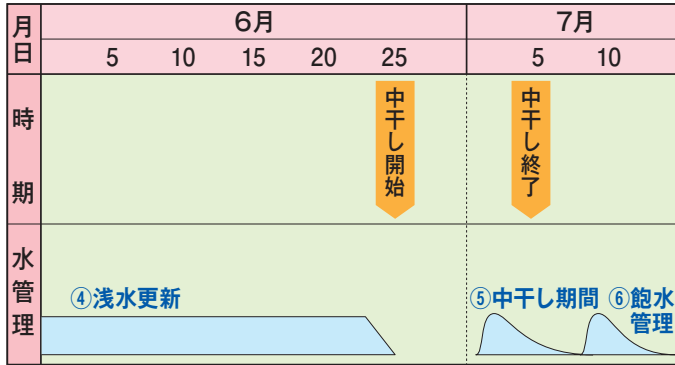 月日
6月
7月
5 10 15 20 25 5 10
時期
中干し開始
中干し終了
水管理
④浅水更新
⑤中干し期間
⑥飽水
管理